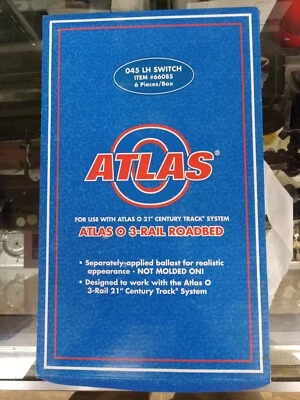 045 LH SWITCH
ITEM #66085
6 Pieces/Box
ATLAS®
O
FOR USE WITH ATLAS O 21st CENTURY TRACK® SYSTEM
ATLAS O 3-RAIL ROADBED
• Separately-applied ballast for realistic
appearance - NOT MOLDED ON!
• Designed to work with the Atlas O
3-Rail 21st Century Track® System